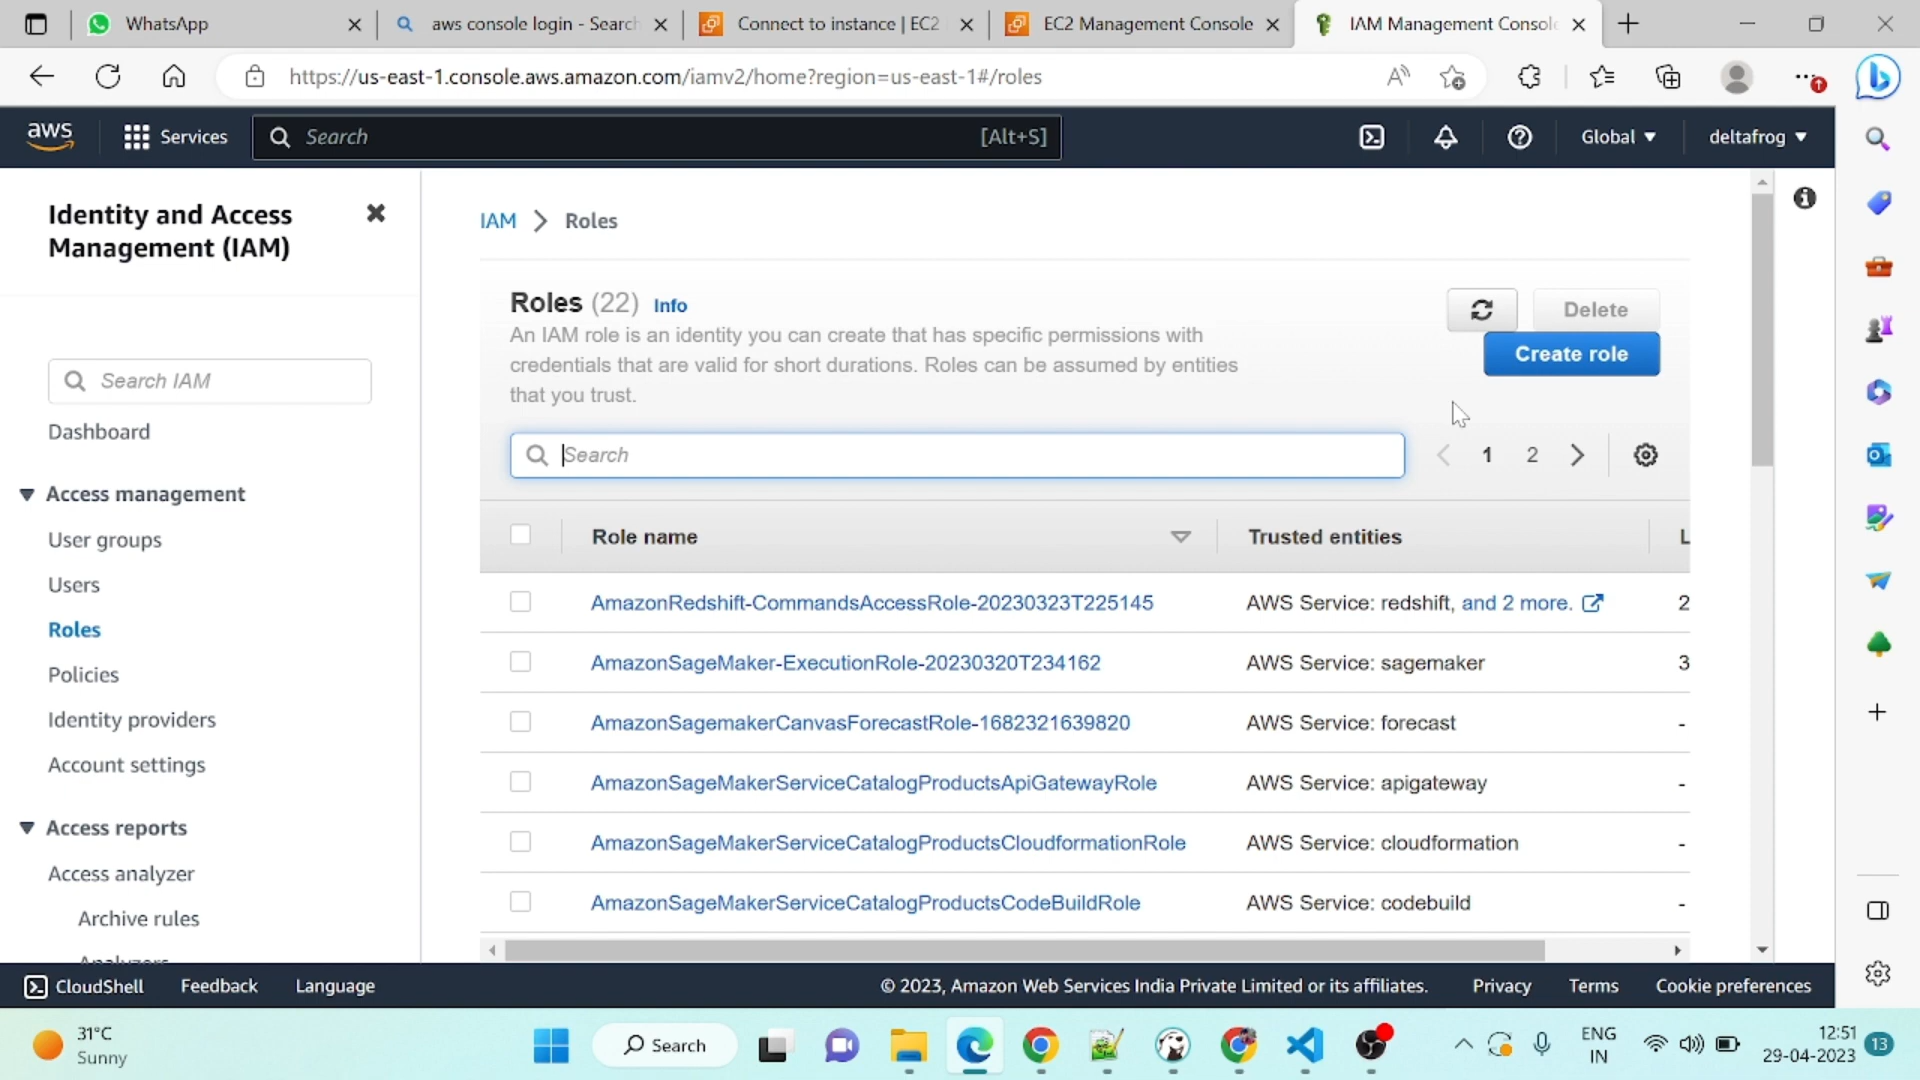 WhatsApp
aws console login - Search
Connect to instance | EC2
EC2 Management Console
IAM Management Console
https://us-east-1.console.aws.amazon.com/iamv2/home?region=us-east-1#/roles
aws
Services
Search
[Alt+S]
Global
deltafrog
Identity and Access
Management (IAM)
Search IAM
Dashboard
Access management
User groups
Users
Roles
Policies
Identity providers
Account settings
Access reports
Access analyzer
Archive rules
Analyzers
IAM > Roles
Roles (22) Info
An IAM role is an identity you can create that has specific permissions with
credentials that are valid for short durations. Roles can be assumed by entities
that you trust.
Delete
Create role
Search
1 2
Role name Trusted entities L
AmazonRedshift-CommandsAccessRole-20230323T225145 AWS Service: redshift, and 2 more. 2
AmazonSageMaker-ExecutionRole-20230320T234162 AWS Service: sagemaker 3
AmazonSagemakerCanvasForecastRole-1682321639820 AWS Service: forecast -
AmazonSageMakerServiceCatalogProductsApiGatewayRole AWS Service: apigateway -
AmazonSageMakerServiceCatalogProductsCloudformationRole AWS Service: cloudformation -
AmazonSageMakerServiceCatalogProductsCodeBuildRole AWS Service: codebuild -
CloudShell Feedback Language © 2023, Amazon Web Services India Private Limited or its affiliates. Privacy Terms Cookie preferences
31°C
Sunny
Search
ENG
IN
12:51
29-04-2023
13